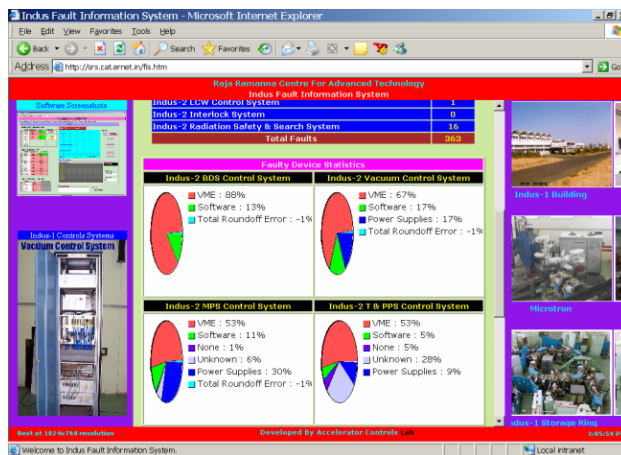 Indus Fault Information System - Microsoft Internet Explorer
File Edit View Favorites Tools Help
Back Search Favorites
Address http://srs.cat.ernet.in/fis.htm Go
Raja Ramanna Centre For Advanced Technology
Indus Fault Information System
Software Screenshots
Indus-2 LCW Control System 1
Indus-2 Interlock System 0
Indus-2 Radiation Safety & Search System 16
Total Faults 363
Faulty Device Statistics
Indus-2 BDS Control System
VME : 88%
Software : 13%
Total Roundoff Error : -1%
Indus-2 Vacuum Control System
VME : 67%
Software : 17%
Power Supplies : 17%
Total Roundoff Error : -1%
Indus-2 MPS Control System
VME : 53%
Software : 11%
None : 1%
Unknown : 6%
Power Supplies : 30%
Total Roundoff Error : -1%
Indus-2 T & PPS Control System
VME : 53%
Software : 5%
None : 5%
Unknown : 28%
Power Supplies : 9%
Indus-1 Controls Systems
Vacuum Control System
Indus-1 Building
Microtron
Indus-1 Storage Ring
Best at 1024x768 resolution
Developed By Accelerator Controls Lab
3:05:59 PM
Welcome to Indus Fault Information System.
Local intranet